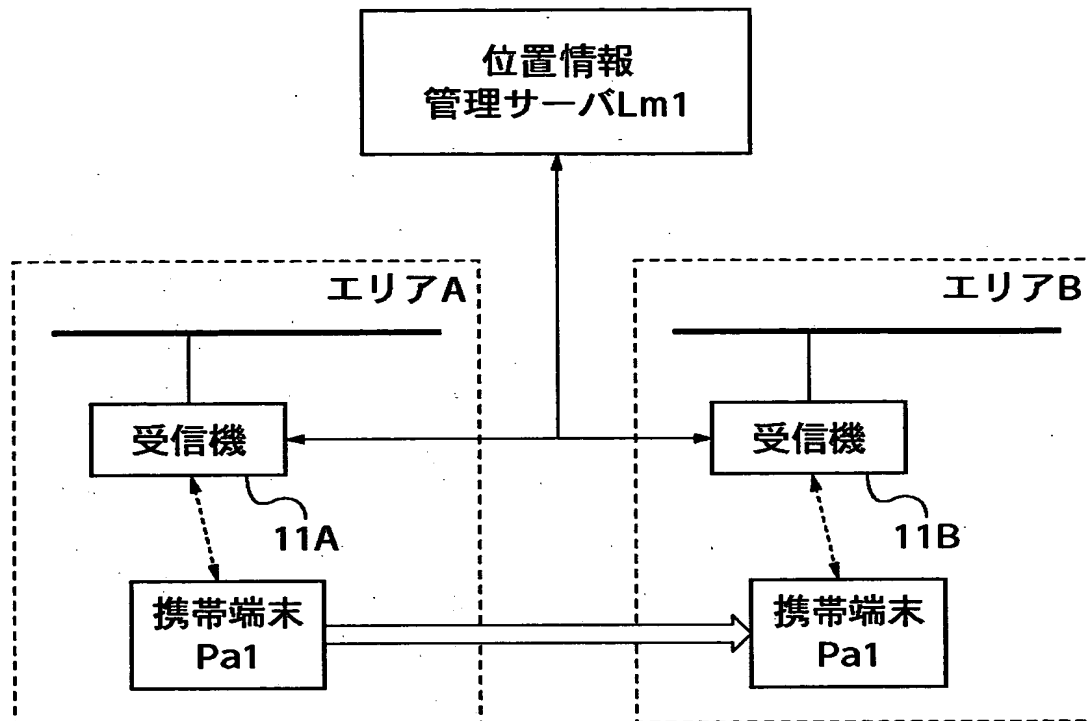 位置情報
管理サーバLm1
エリアA
エリアB
受信機
受信機
11A
11B
携帯端末
Pa1
携帯端末
Pa1